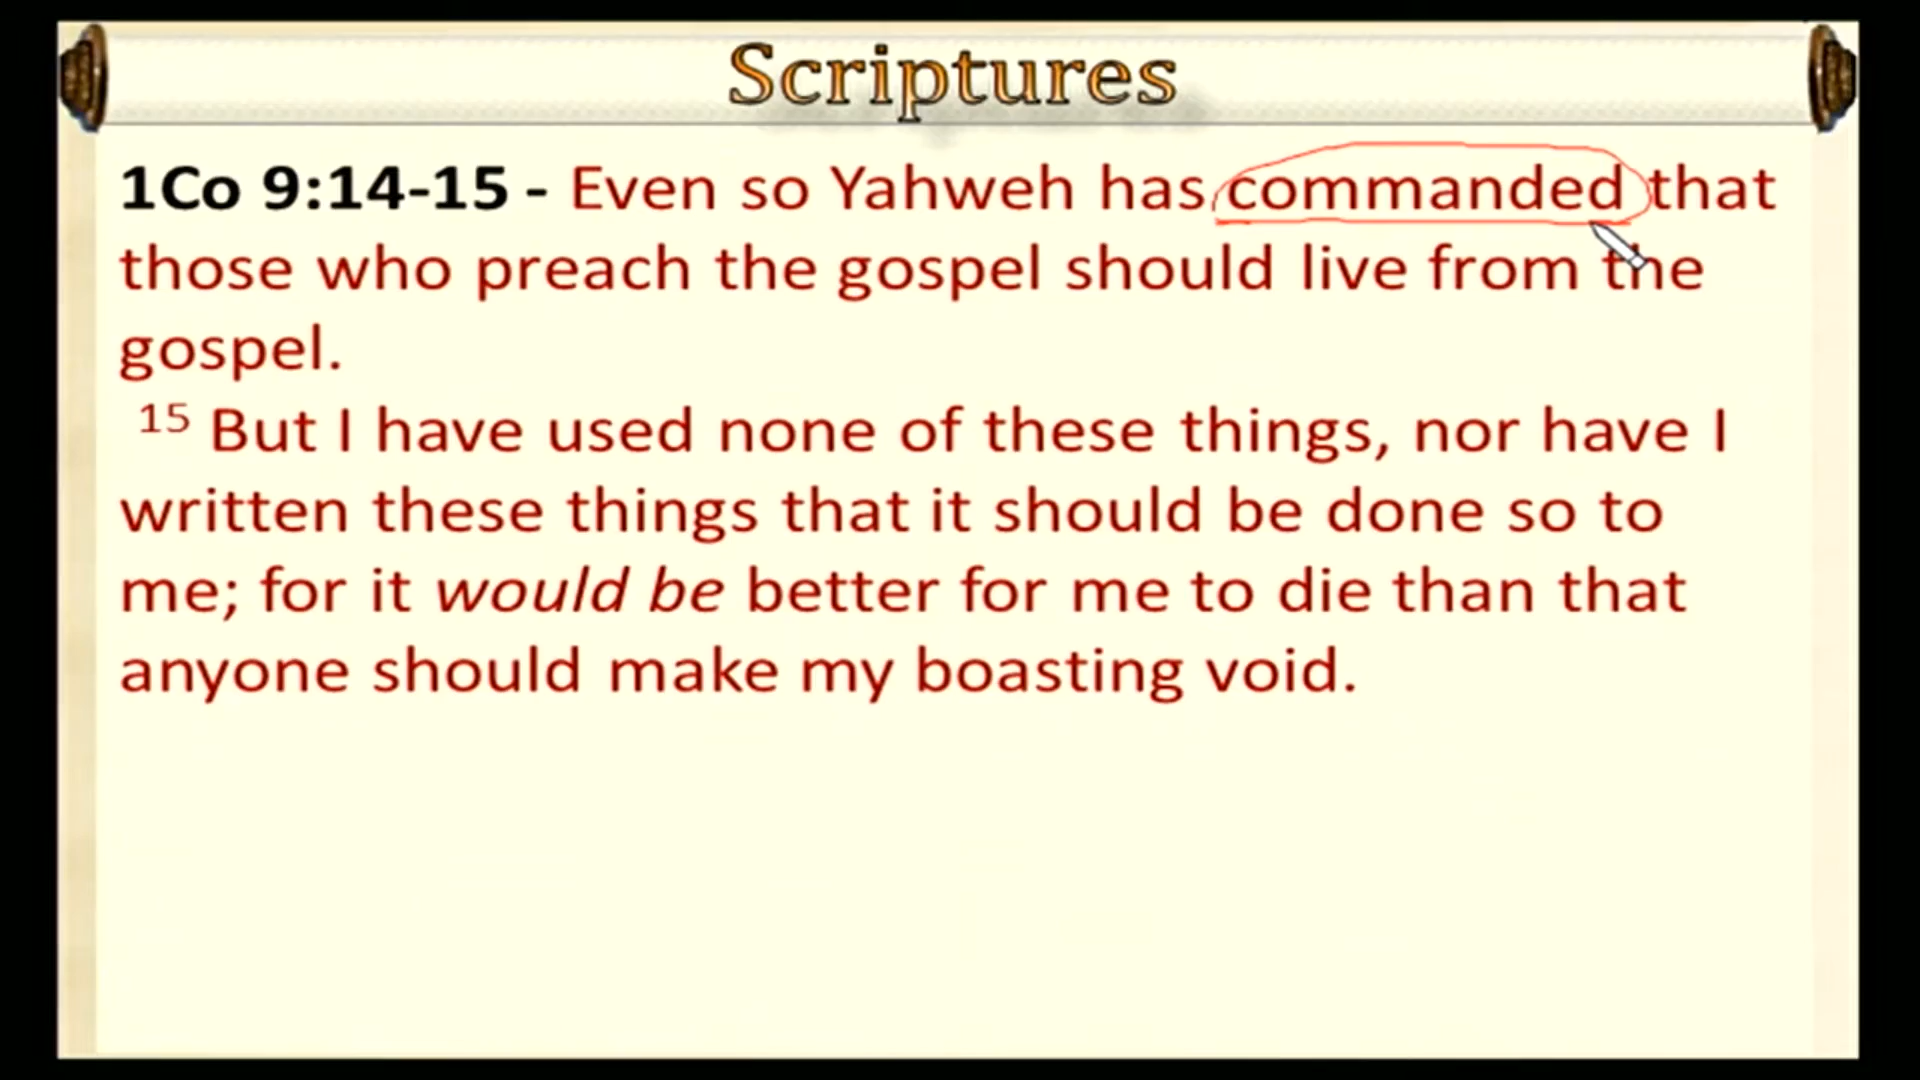 Scriptures
1Co 9:14-15 - Even so Yahweh has commanded that
those who preach the gospel should live from the
gospel.
15 But I have used none of these things, nor have I
written these things that it should be done so to
me; for it would be better for me to die than that
anyone should make my boasting void.